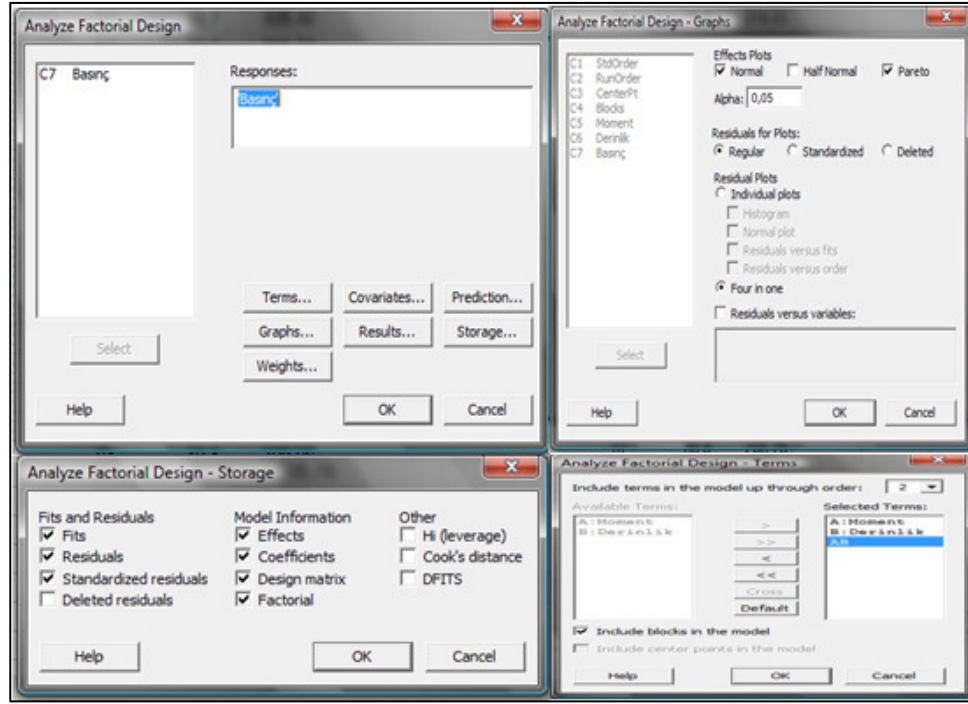 Analyze Factorial Design
C7 Basınç
Responses:
'Basınç'
Terms... Covariates... Prediction...
Graphs... Results... Storage...
Weights...
Select
Help OK Cancel
Analyze Factorial Design - Graphs
C1 StdOrder
C2 RunOrder
C3 CenterPt
C4 Blocks
C5 Moment
C6 Derinlik
C7 Basınç
Effects Plots
Normal Half Normal Pareto
Alpha: 0,05
Residuals for Plots:
Regular Standardized Deleted
Residual Plots
Individual plots
Histogram
Normal plot
Residuals versus fits
Residuals versus order
Four in one
Residuals versus variables:
Select
Help OK Cancel
Analyze Factorial Design - Storage
Fits and Residuals
Fits
Residuals
Standardized residuals
Deleted residuals
Model Information
Effects
Coefficients
Design matrix
Factorial
Other
Hi (leverage)
Cook's distance
DFITS
Help OK Cancel
Analyze Factorial Design - Terms
Include terms in the model up through order: 2
Available Terms:
A:Moment
B:Derinlik
>
>>
<
<<
Cross
Default
Selected Terms:
A:Moment
B:Derinlik
AB
Include blocks in the model
Include center points in the model
Help OK Cancel